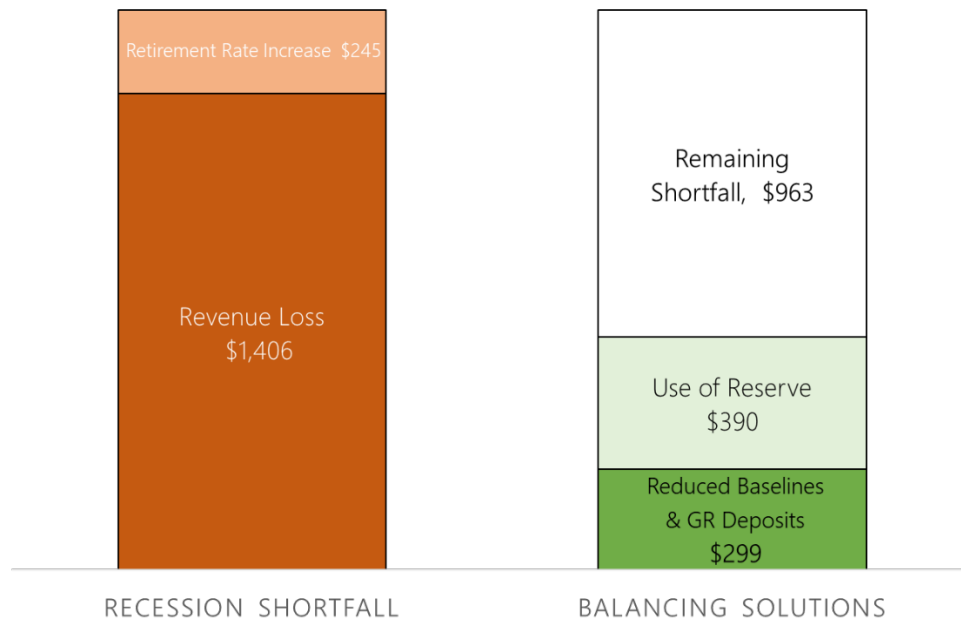 Retirement Rate Increase $245
Revenue Loss
$1,406
Remaining
Shortfall, $963
Use of Reserve
$390
Reduced Baselines
& GR Deposits
$299
RECESSION SHORTFALL
BALANCING SOLUTIONS